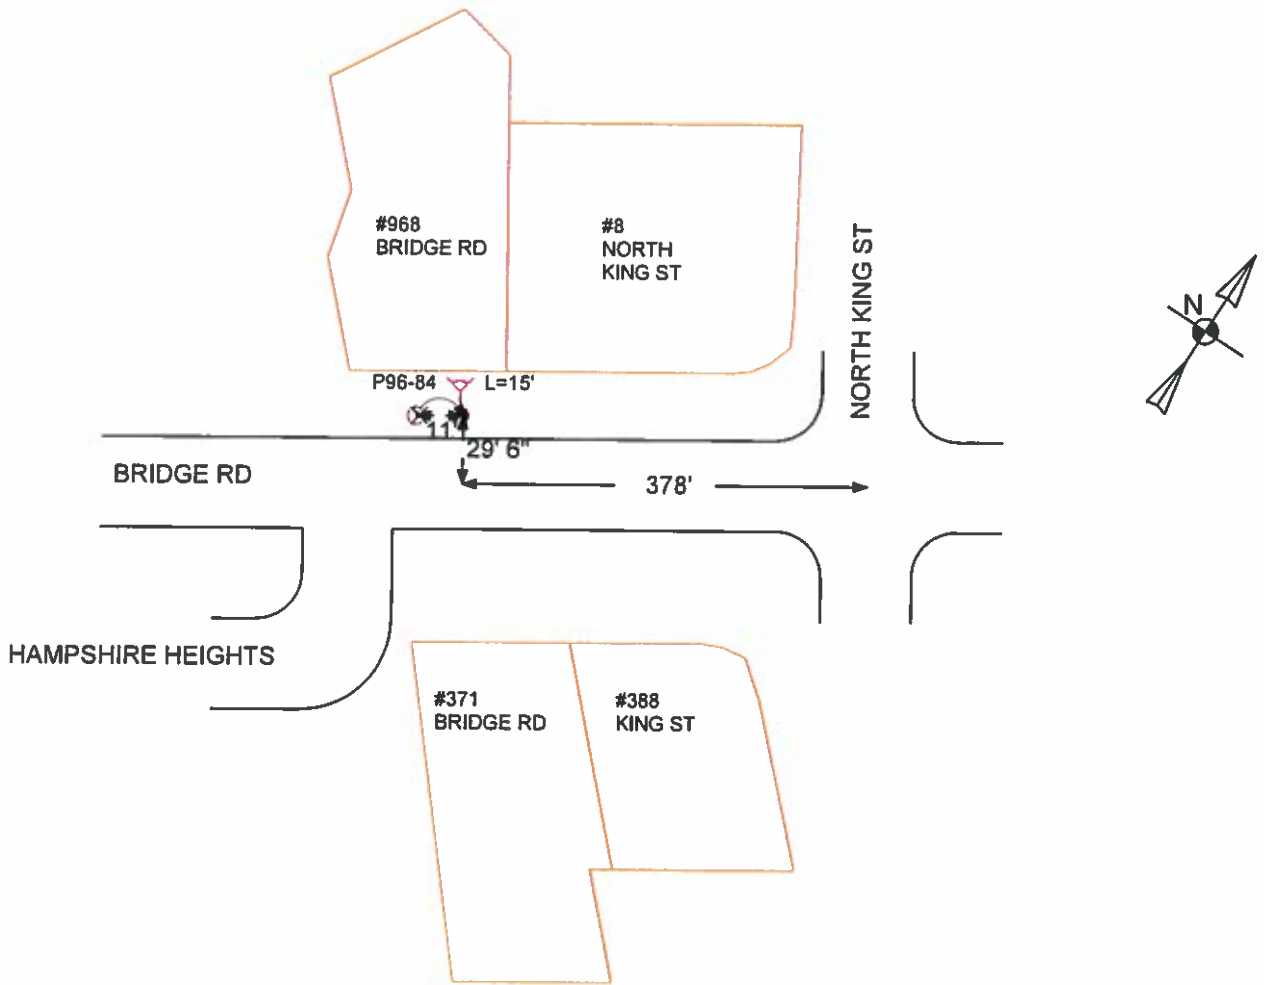 #968
BRIDGE RD
#8
NORTH
KING ST
NORTH KING ST
N
P96-84
L=15'
11'
29' 6"
BRIDGE RD
378'
HAMPSHIRE HEIGHTS
#371
BRIDGE RD
#388
KING ST